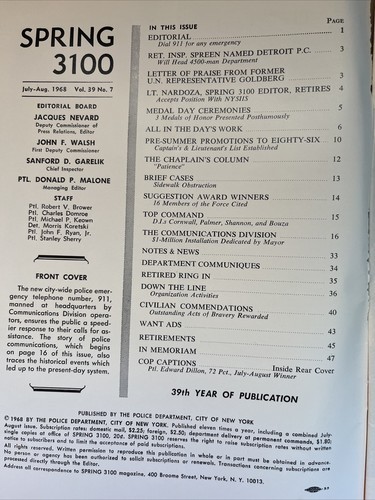 SPRING
3100
July-Aug. 1968 Vol. 39 No. 7
EDITORIAL BOARD
JACQUES NEVARD
Deputy Commissioner of
Press Relations, Editor
JOHN F. WALSH
First Deputy Commissioner
SANFORD D. GARELIK
Chief Inspector
PTL. DONALD P. MALONE
Managing Editor
STAFF
Ptl. Robert V. Brower
Ptl. Charles Domroe
Ptl. Michael P. Keown
Det. Morris Koretski
Ptl. John F. Ryan, Jr.
Ptl. Stanley Sherry
FRONT COVER
The new city-wide police emer-
gency telephone number, 911,
manned at headquarters by
Communications Division opera-
tors, ensures the public a speed-
ier response to their calls for as-
sistance. The story of police
communications, which begins
on page 16 of this issue, also
traces the historical events which
led up to the present-day system.
IN THIS ISSUE PAGE
EDITORIAL 1
Dial 911 for any emergency
RET. INSP. SPREEN NAMED DETROIT P.C. 3
Will Head 4500-man Department
LETTER OF PRAISE FROM FORMER
U.N. REPRESENTATIVE GOLDBERG 3
LT. NARDOZA, SPRING 3100 EDITOR, RETIRES 4
Accepts Position With NYSIIS
MEDAL DAY CEREMONIES 5
3 Medals of Honor Presented Posthumously
ALL IN THE DAY'S WORK 6
PRE-SUMMER PROMOTIONS TO EIGHTY-SIX 10
Captain's & Lieutenant's List Established
THE CHAPLAIN'S COLUMN 12
"Patience"
BRIEF CASES 13
Sidewalk Obstruction
SUGGESTION AWARD WINNERS 14
16 Members of the Force Cited
TOP COMMAND 15
D.I.s Cornwall, Palmer, Shannon, and Bouza
THE COMMUNICATIONS DIVISION 16
$1-Million Installation Dedicated by Mayor
NOTES & NEWS 33
DEPARTMENT COMMUNIQUES 34
RETIRED RING IN 35
DOWN THE LINE 36
Organization Activities
CIVILIAN COMMENDATIONS 40
Outstanding Acts of Bravery Rewarded
WANT ADS 43
RETIREMENTS 45
IN MEMORIAM 47
COP CAPTIONS Inside Rear Cover
Ptl. Edward Dillon, 72 Pct., July-August Winner
39th YEAR OF PUBLICATION
PUBLISHED BY THE POLICE DEPARTMENT, CITY OF NEW YORK
© 1968 BY THE POLICE DEPARTMENT, CITY OF NEW YORK. Published eleven times a year, including a combined July-
August issue. Subscription rates: domestic mail, $2.25; foreign, $2.50; department delivery at permanent commands, $1.80;
single copies at office of SPRING 3100, 20¢. SPRING 3100 reserves the right to raise subscription rates without written
notice to subscribers and to limit the acceptance of paid subscriptions.
All rights reserved. Written permission to reproduce this publication in whole or in part must be obtained in advance.
No person or agency has been authorized to solicit subscriptions or renewals. Transactions concerning subscriptions are
processed directly through the Editor.
Address all correspondence to SPRING 3100 magazine, 400 Broome Street, New York, N. Y. 10013.